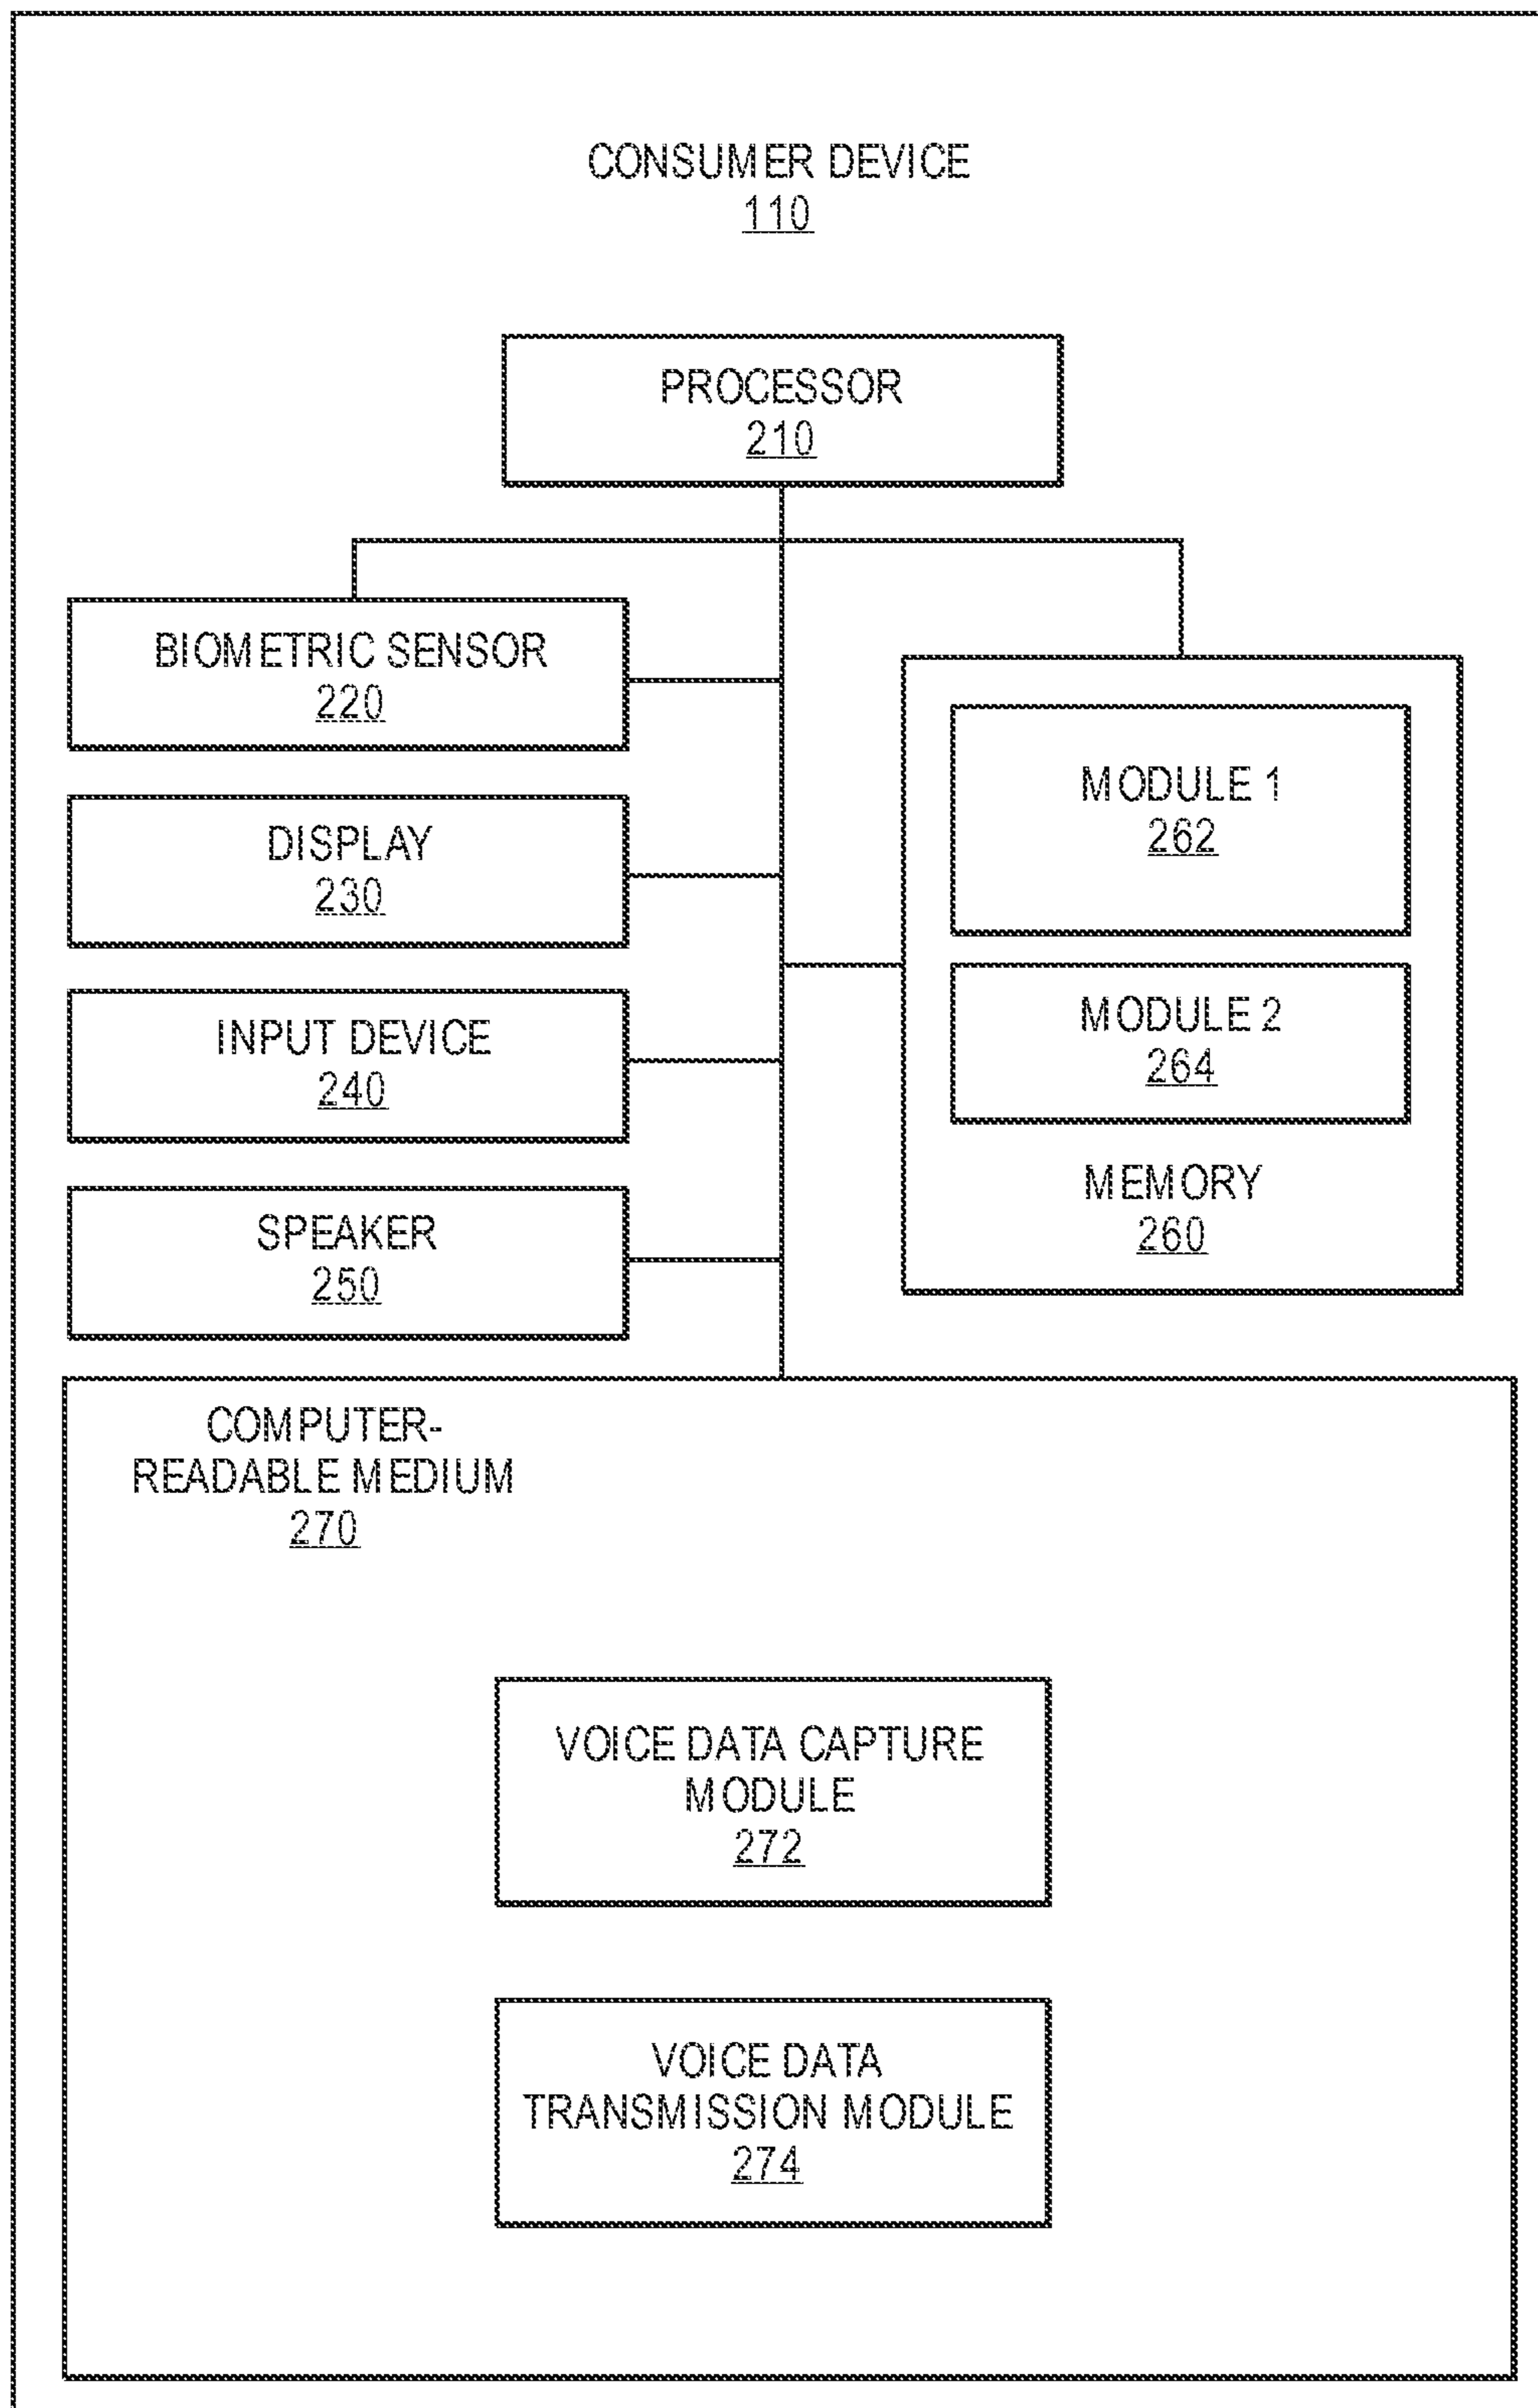 CONSUMER DEVICE
110
PROCESSOR
210
BIOMETRIC SENSOR
220
DISPLAY
230
INPUT DEVICE
240
SPEAKER
250
MODULE 1
262
MODULE 2
264
MEMORY
260
COMPUTER-
READABLE MEDIUM
270
VOICE DATA CAPTURE
MODULE
272
VOICE DATA
TRANSMISSION MODULE
274